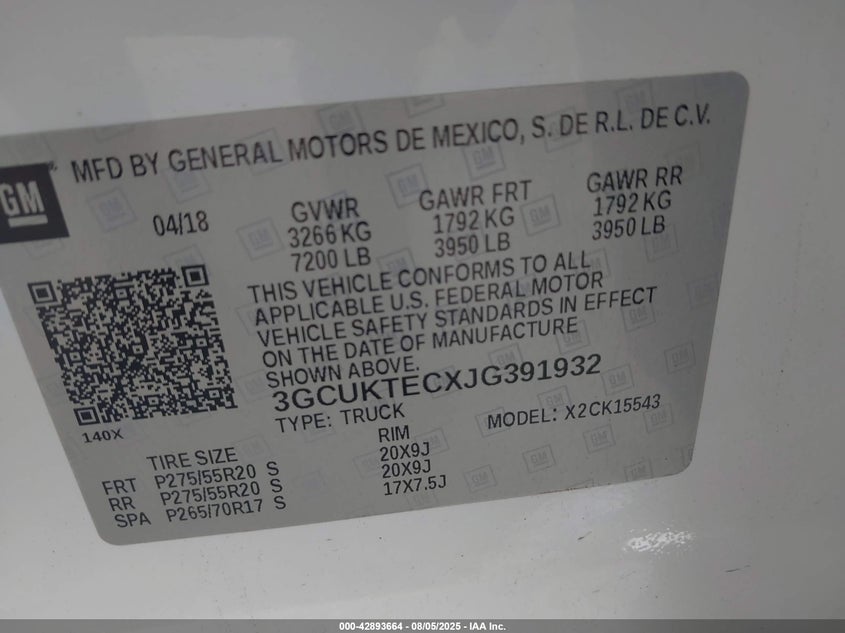 GM
MFD BY GENERAL MOTORS DE MEXICO, S. DE R.L. DE C.V.
04/18 GVWR GAWR FRT GAWR RR
3266 KG 1792 KG 1792 KG
7200 LB 3950 LB 3950 LB
THIS VEHICLE CONFORMS TO ALL
APPLICABLE U.S. FEDERAL MOTOR
VEHICLE SAFETY STANDARDS IN EFFECT
ON THE DATE OF MANUFACTURE
SHOWN ABOVE.
3GCUKTECXJG391932
TYPE: TRUCK MODEL: X2CK15543
140X
TIRE SIZE RIM
FRT P275/55R20 S 20X9J
RR P275/55R20 S 20X9J
SPA P265/70R17 S 17X7.5J
000-42893664 - 08/05/2025 - IAA Inc.